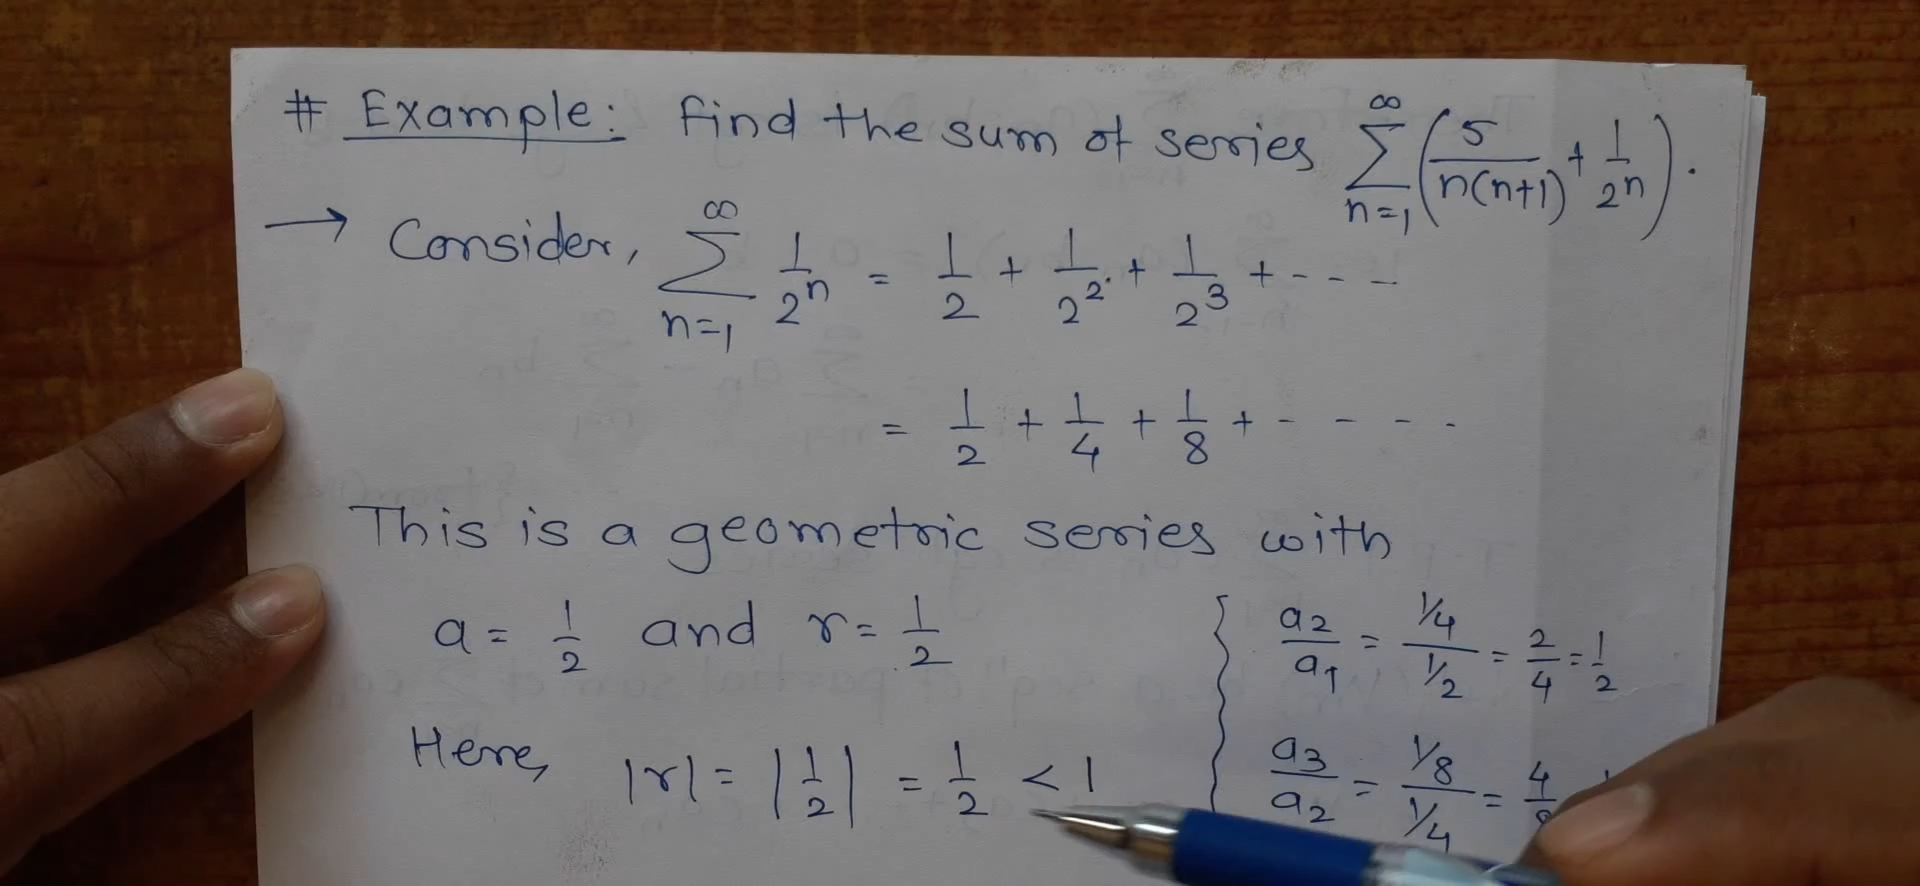 # Example: Find the sum of series ∞ Σ n=1 (5/n(n+1) + 1/2^n).
→ Consider, ∞ Σ n=1 1/2^n = 1/2 + 1/2^2 + 1/2^3 + - - -
= 1/2 + 1/4 + 1/8 + - - - -
This is a geometric series with
a = 1/2 and r = 1/2
{ a2/a1 = (1/4)/(1/2) = 2/4 = 1/2
Here, |r| = |1/2| = 1/2 < 1
a3/a2 = (1/8)/(1/4) = 4/